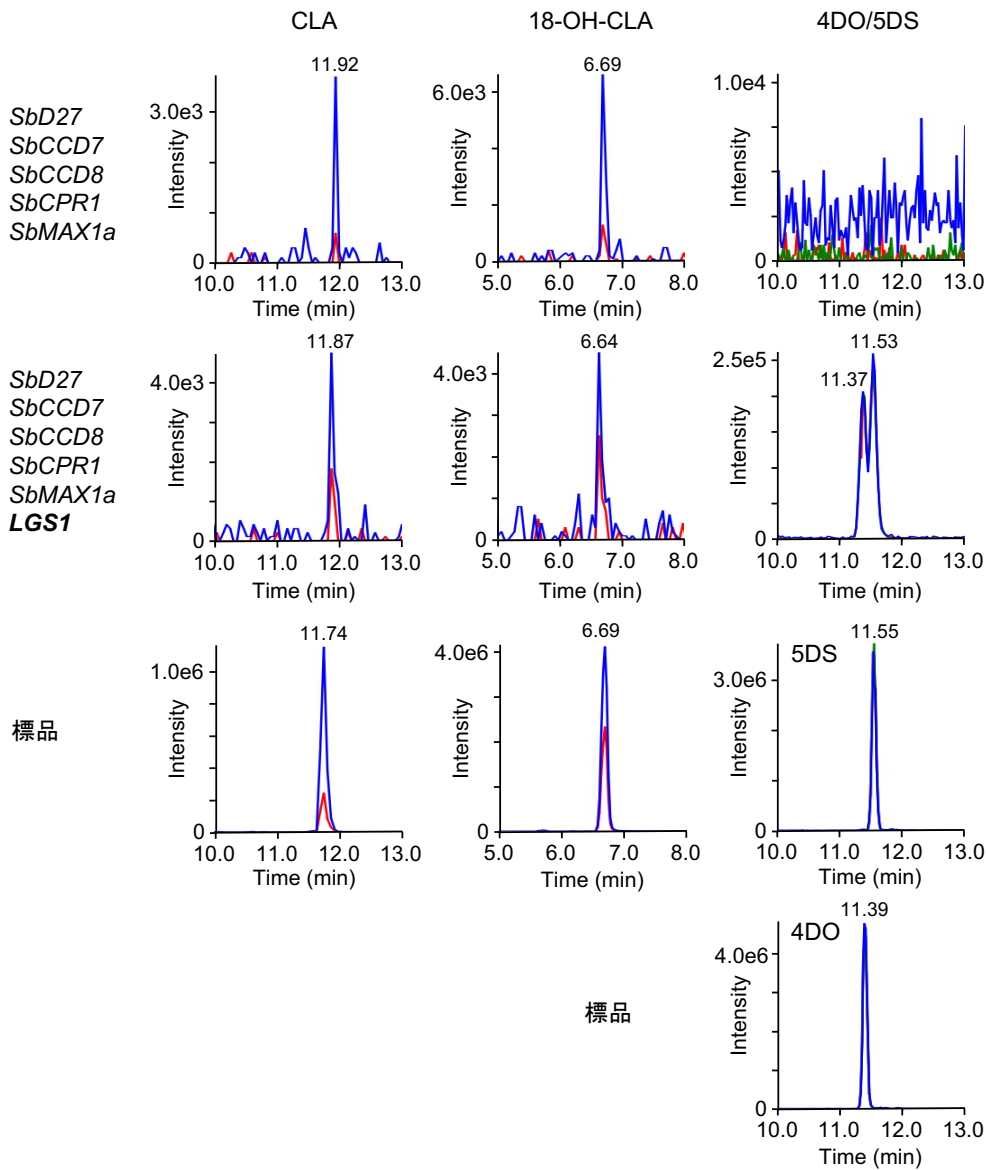 CLA
18-OH-CLA
4DO/5DS
SbD27
SbCCD7
SbCCD8
SbCPR1
SbMAX1a
11.92
3.0e3
Intensity
0
10.0 11.0 12.0 13.0
Time (min)
6.69
6.0e3
Intensity
0
5.0 6.0 7.0 8.0
Time (min)
1.0e4
Intensity
0
10.0 11.0 12.0 13.0
Time (min)
SbD27
SbCCD7
SbCCD8
SbCPR1
SbMAX1a
LGS1
11.87
4.0e3
Intensity
0
10.0 11.0 12.0 13.0
Time (min)
6.64
4.0e3
Intensity
0
5.0 6.0 7.0 8.0
Time (min)
11.53
2.5e5
11.37
Intensity
0
10.0 11.0 12.0 13.0
Time (min)
標品
11.74
1.0e6
Intensity
0
10.0 11.0 12.0 13.0
Time (min)
6.69
4.0e6
Intensity
0
5.0 6.0 7.0 8.0
Time (min)
11.55
5DS
3.0e6
Intensity
0
10.0 11.0 12.0 13.0
Time (min)
標品
11.39
4DO
4.0e6
Intensity
0
10.0 11.0 12.0 13.0
Time (min)